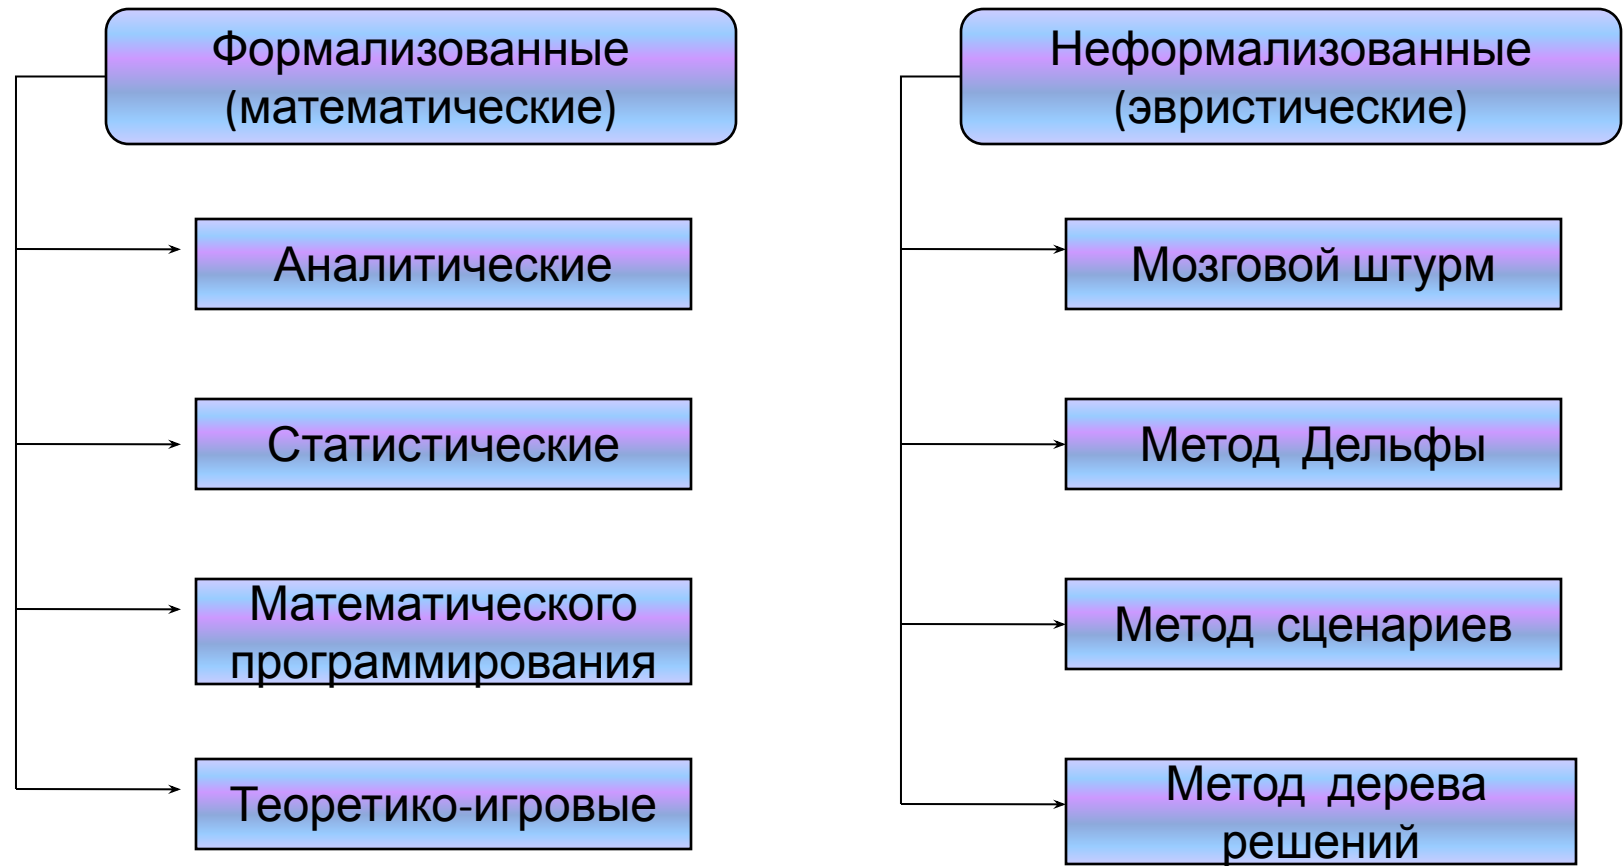 Формализованные
(математические)
Аналитические
Статистические
Математического
программирования
Теоретико-игровые
Неформализованные
(эвристические)
Мозговой штурм
Метод Дельфы
Метод сценариев
Метод дерева
решений